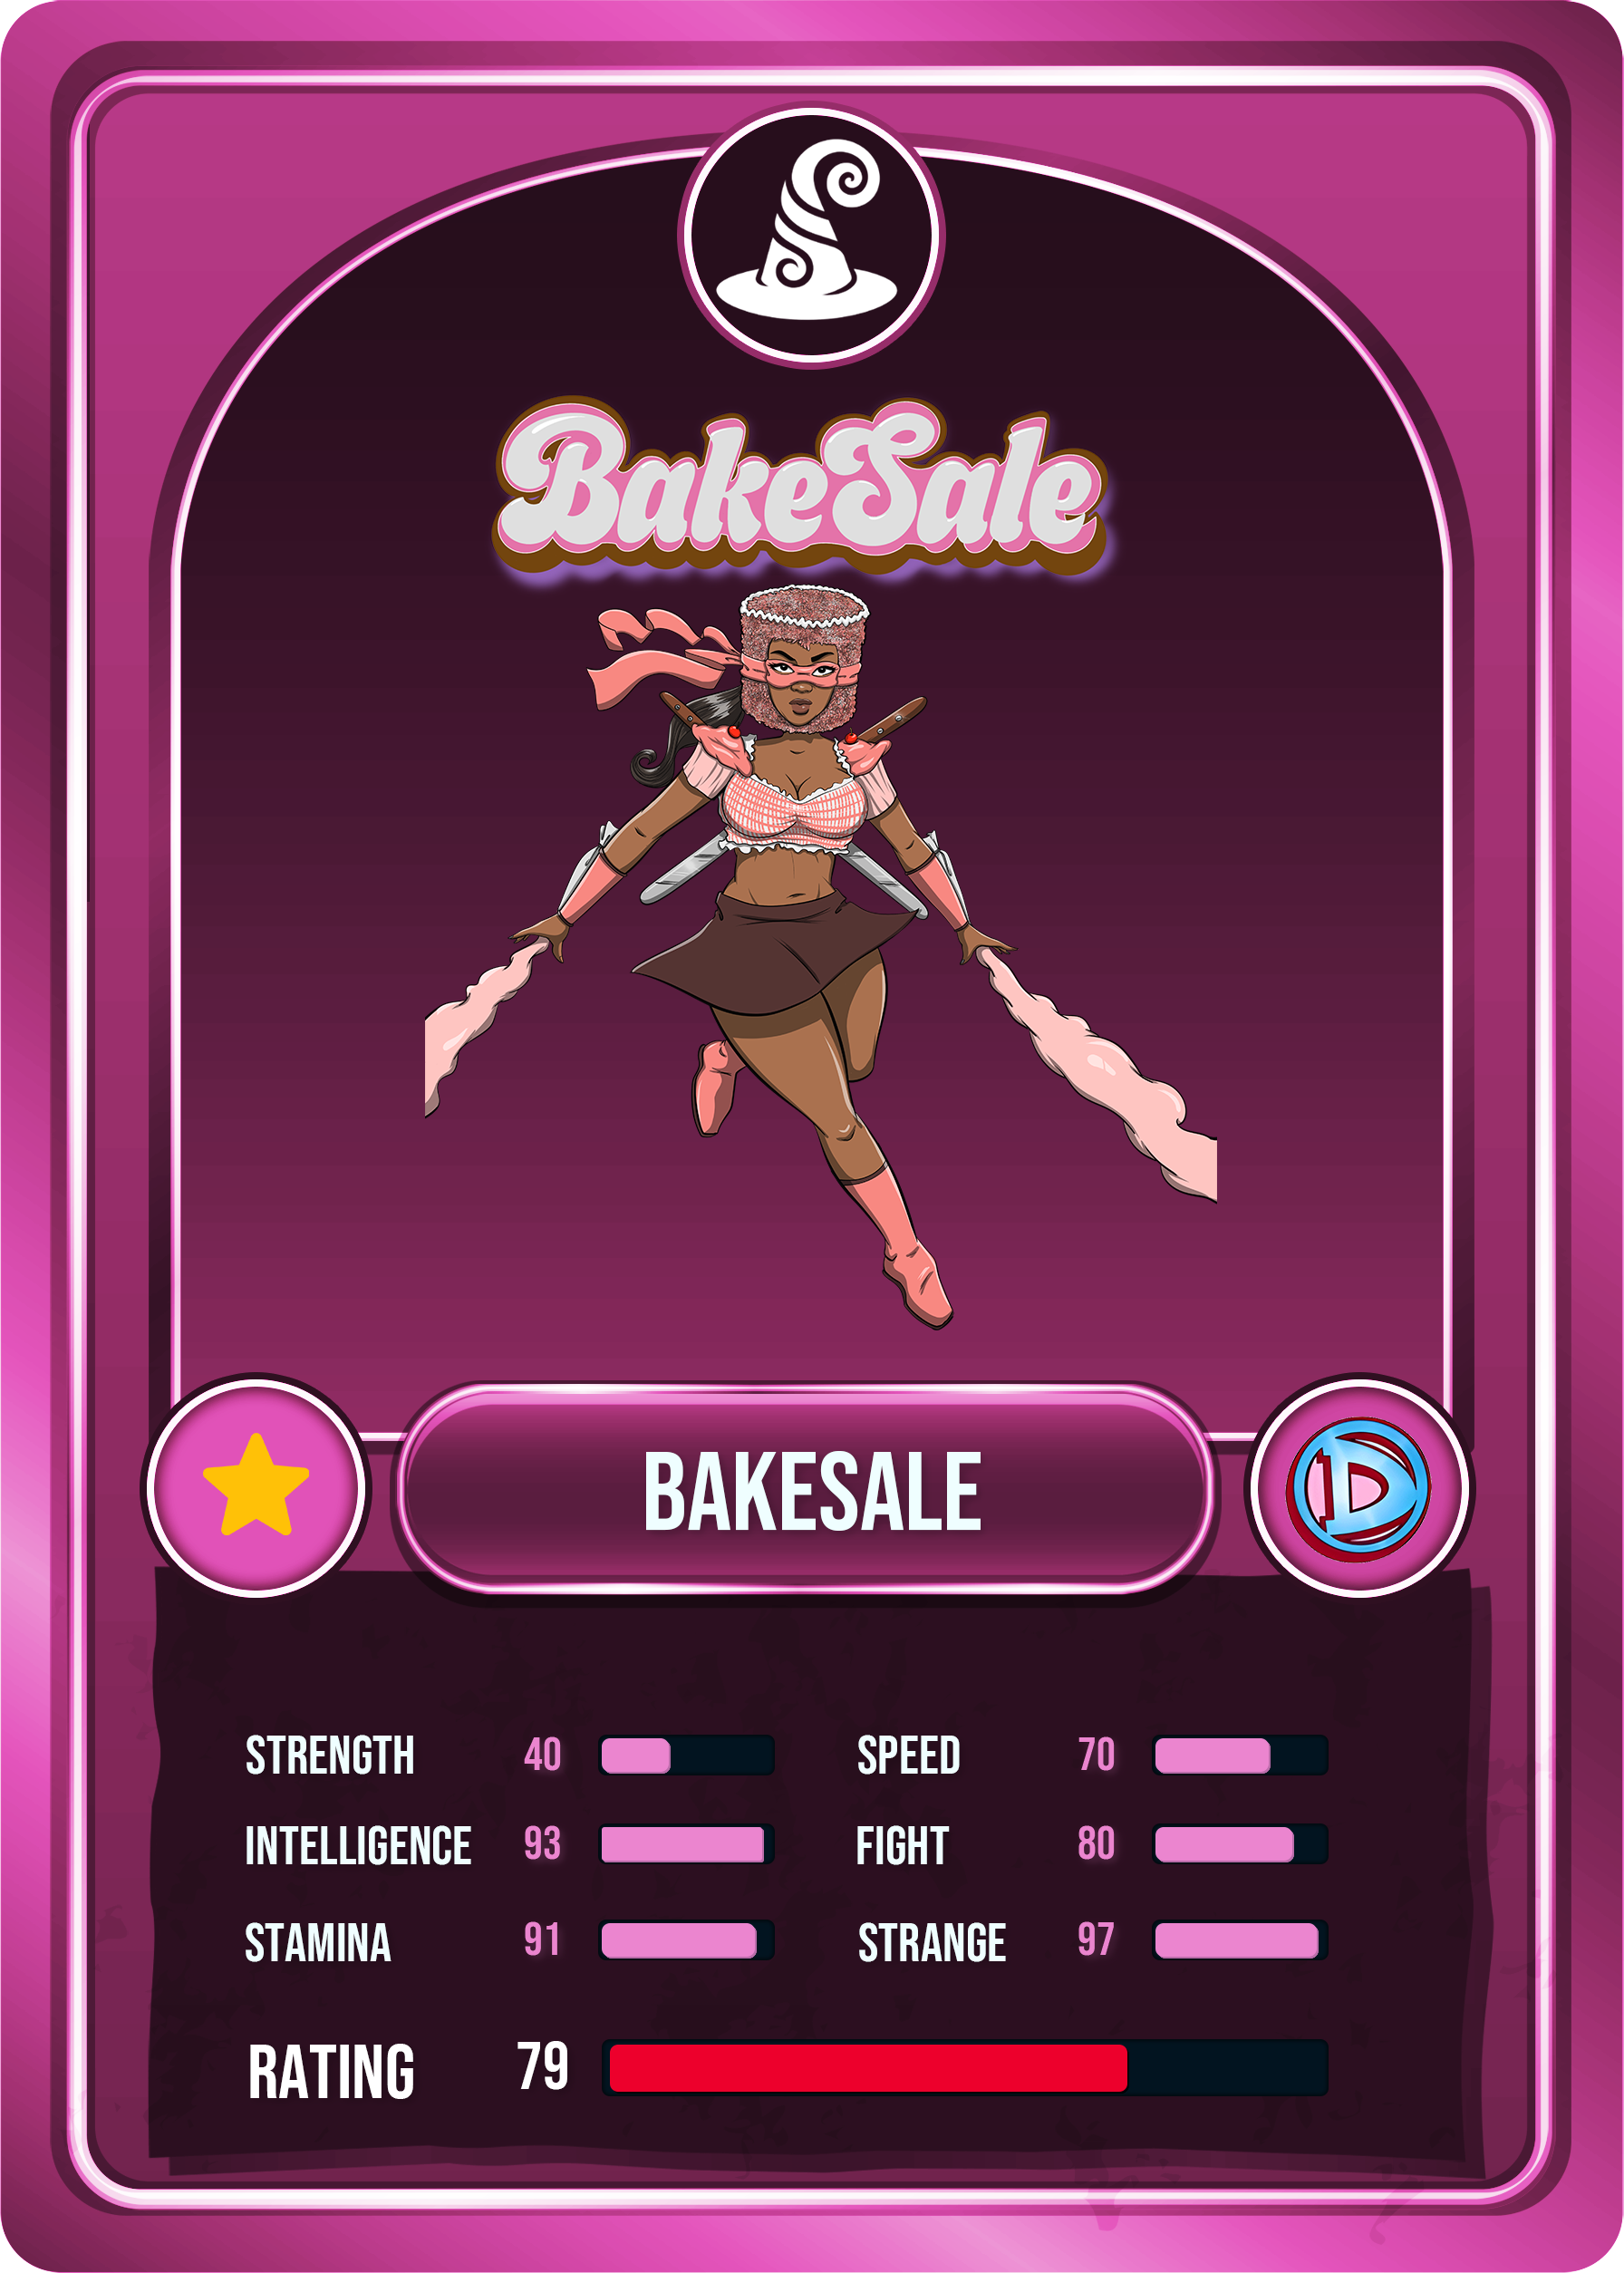 BakeSale
D
BAKESALE
STRENGTH 40 SPEED 70
INTELLIGENCE 93 FIGHT 80
STAMINA 91 STRANGE 97
RATING 79